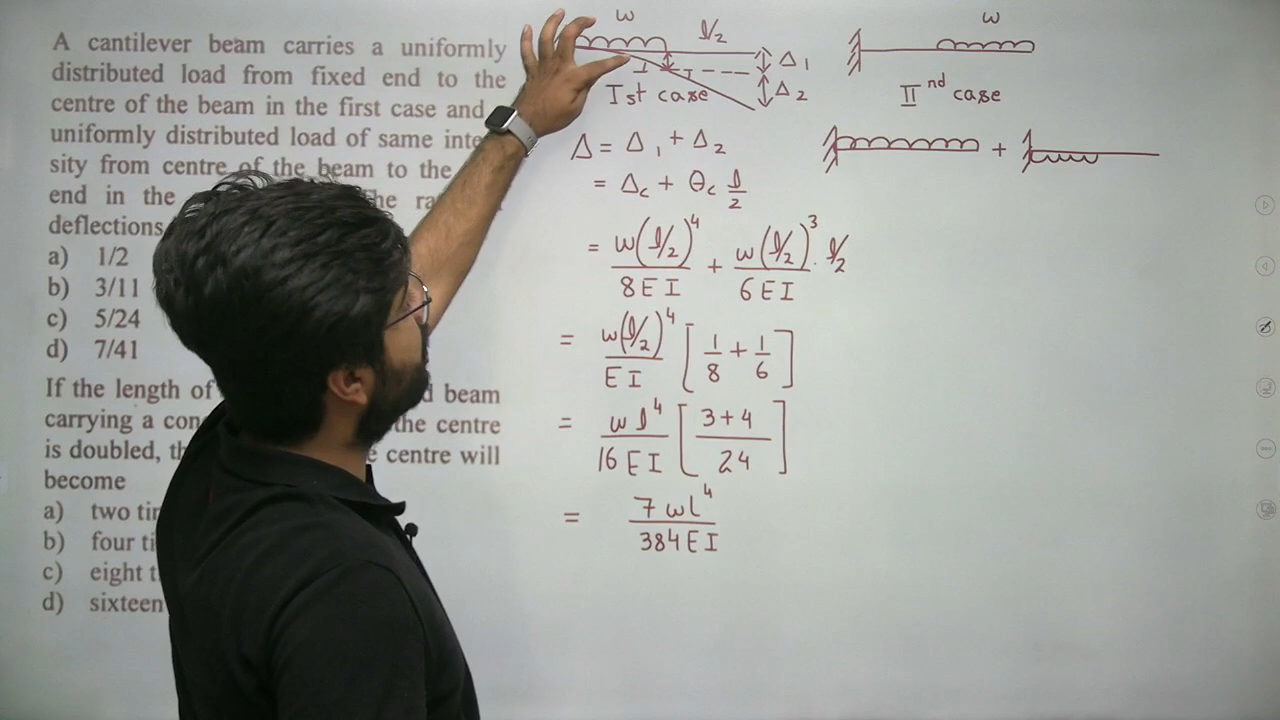 A cantilever beam carries a uniformly
distributed load from fixed end to the
centre of the beam in the first case and
uniformly distributed load of same inte
sity from centre of the beam to the
end in the he ra
deflections
a) 1/2
b) 3/11
c) 5/24
d) 7/41
If the length of beam
carrying a con the centre
is doubled, th centre will
become
a) two tim
b) four ti
c) eight t
d) sixteen
w l/2
Δ₁
Δ₂
Ist case
w
IInd case
Δ = Δ₁ + Δ₂
= Δc + θc l/2
= w(l/2)⁴/8EI + w(l/2)³/6EI · l/2
= w(l/2)⁴/EI [1/8 + 1/6]
= wl⁴/16EI [(3+4)/24]
= 7wl⁴/384EI
+